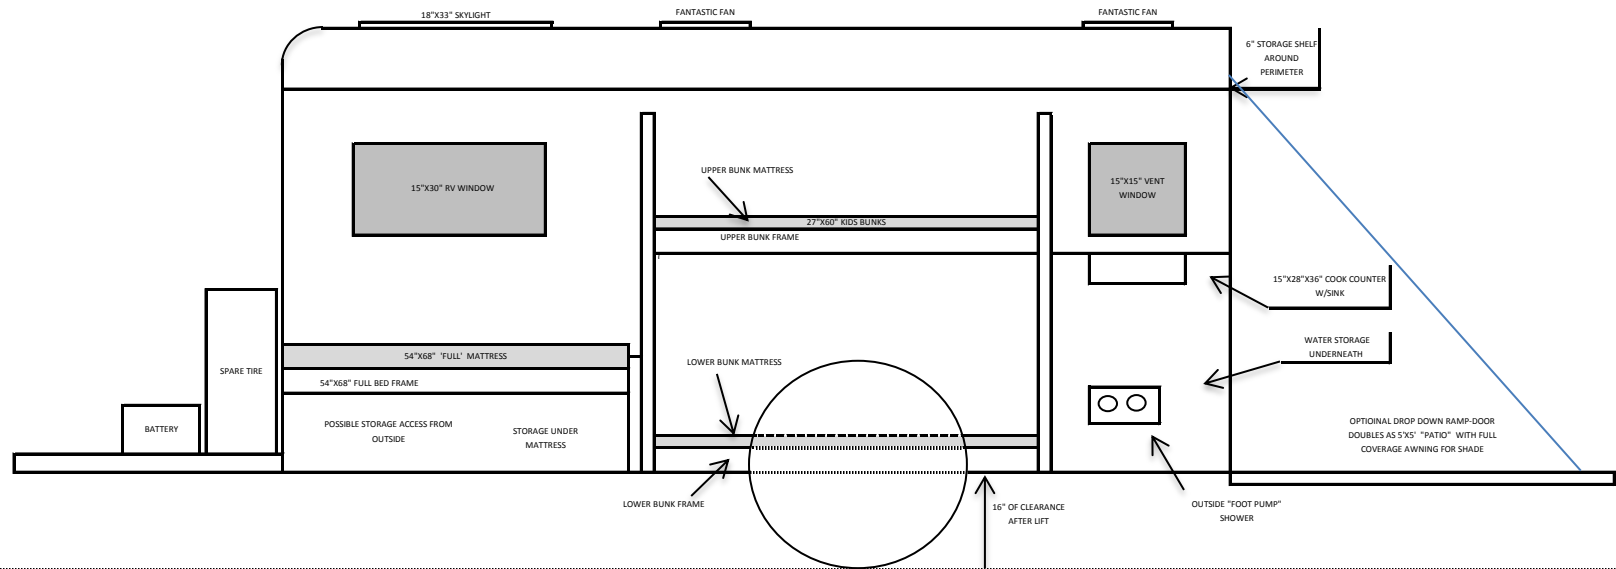 18"X33" SKYLIGHT
FANTASTIC FAN
FANTASTIC FAN
6" STORAGE SHELF
AROUND
PERIMETER
UPPER BUNK MATTRESS
15"X30" RV WINDOW
15"X15" VENT
WINDOW
27"X60" KIDS BUNKS
UPPER BUNK FRAME
15"X28"X36" COOK COUNTER
W/SINK
WATER STORAGE
UNDERNEATH
54"X68" 'FULL' MATTRESS
LOWER BUNK MATTRESS
SPARE TIRE
54"X68" FULL BED FRAME
BATTERY
POSSIBLE STORAGE ACCESS FROM
OUTSIDE
STORAGE UNDER
MATTRESS
OPTIOINAL DROP DOWN RAMP-DOOR
DOUBLES AS 5'X5' "PATIO" WITH FULL
COVERAGE AWNING FOR SHADE
LOWER BUNK FRAME
16" OF CLEARANCE
AFTER LIFT
OUTSIDE "FOOT PUMP"
SHOWER